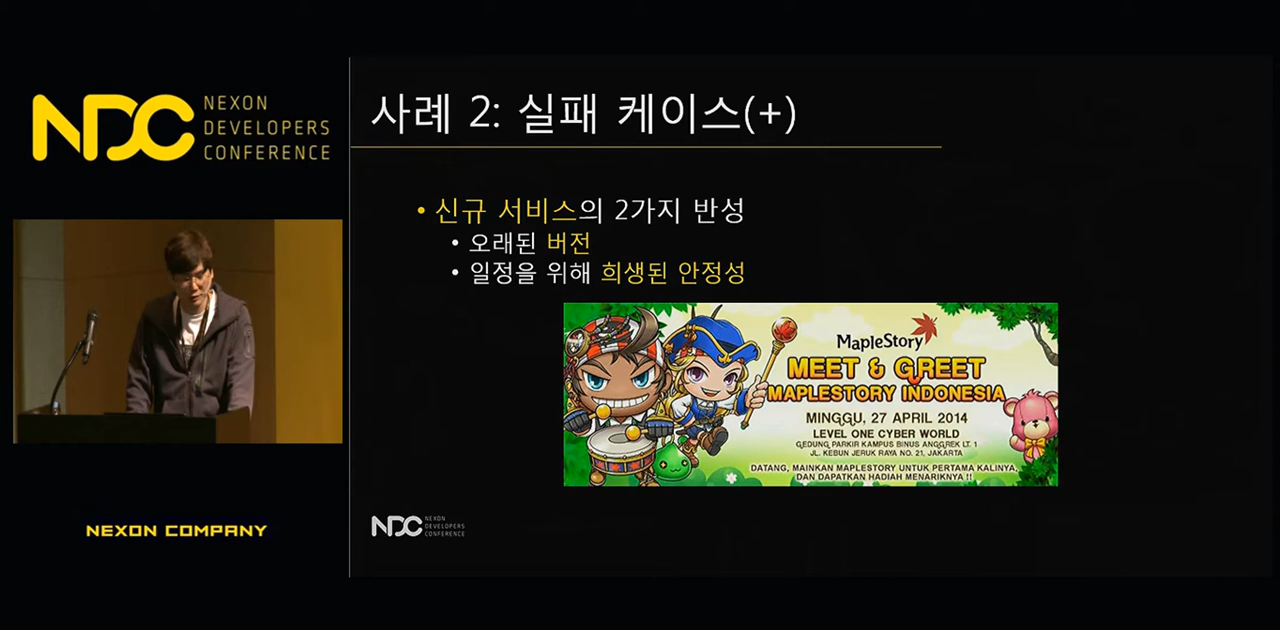 NDC
NEXON
DEVELOPERS
CONFERENCE
사례 2: 실패 케이스(+)
• 신규 서비스의 2가지 반성
• 오래된 버전
• 일정을 위해 희생된 안정성
MapleStory
MEET & GREET
MAPLESTORY INDONESIA
MINGGU, 27 APRIL 2014
LEVEL ONE CYBER WORLD
GEDUNG PARKIR KAMPUS BINUS ANGGREK LT. 1
JL. KEBUN JERUK RAYA NO. 21, JAKARTA
DATANG, MAINKAN MAPLESTORY UNTUK PERTAMA KALINYA,
DAN DAPATKAN HADIAH MENARIKNYA !!
NEXON COMPANY
NDC
NEXON
DEVELOPERS
CONFERENCE